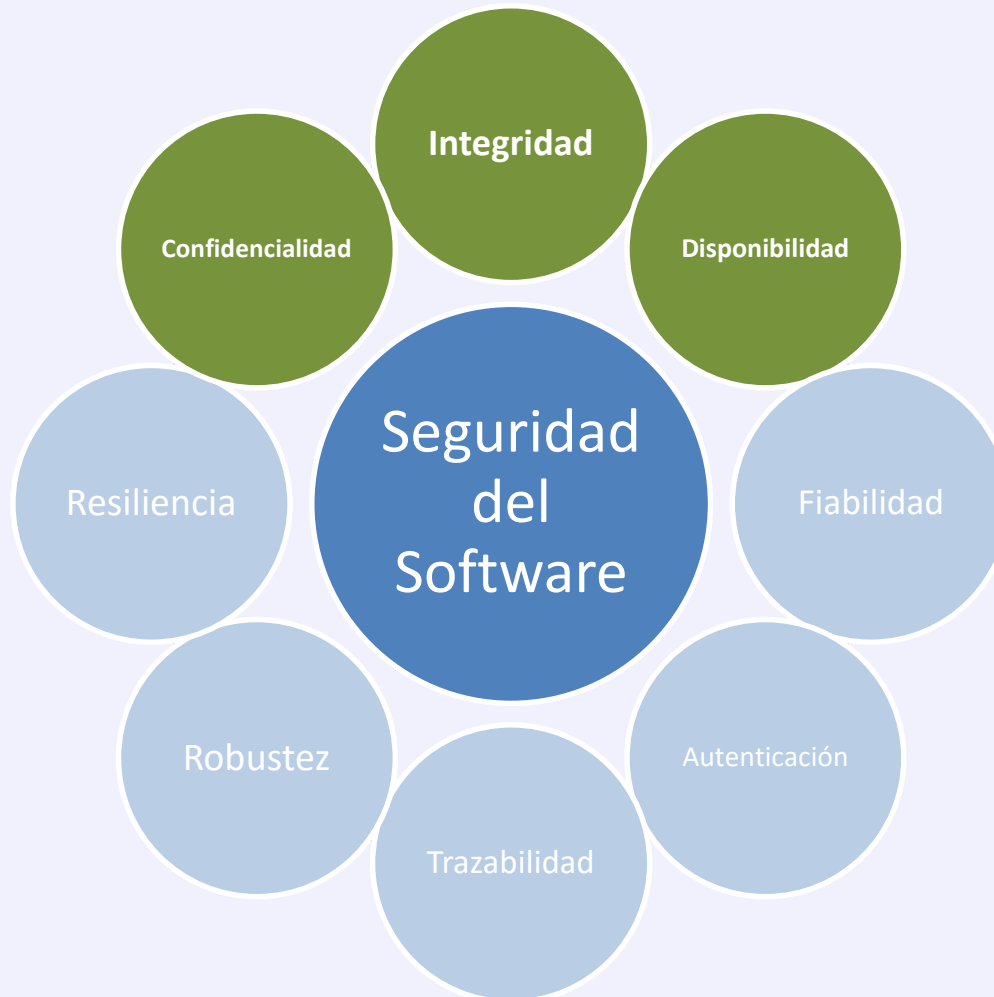 Integridad
Confidencialidad
Disponibilidad
Seguridad
del
Software
Resiliencia
Fiabilidad
Robustez
Autenticación
Trazabilidad